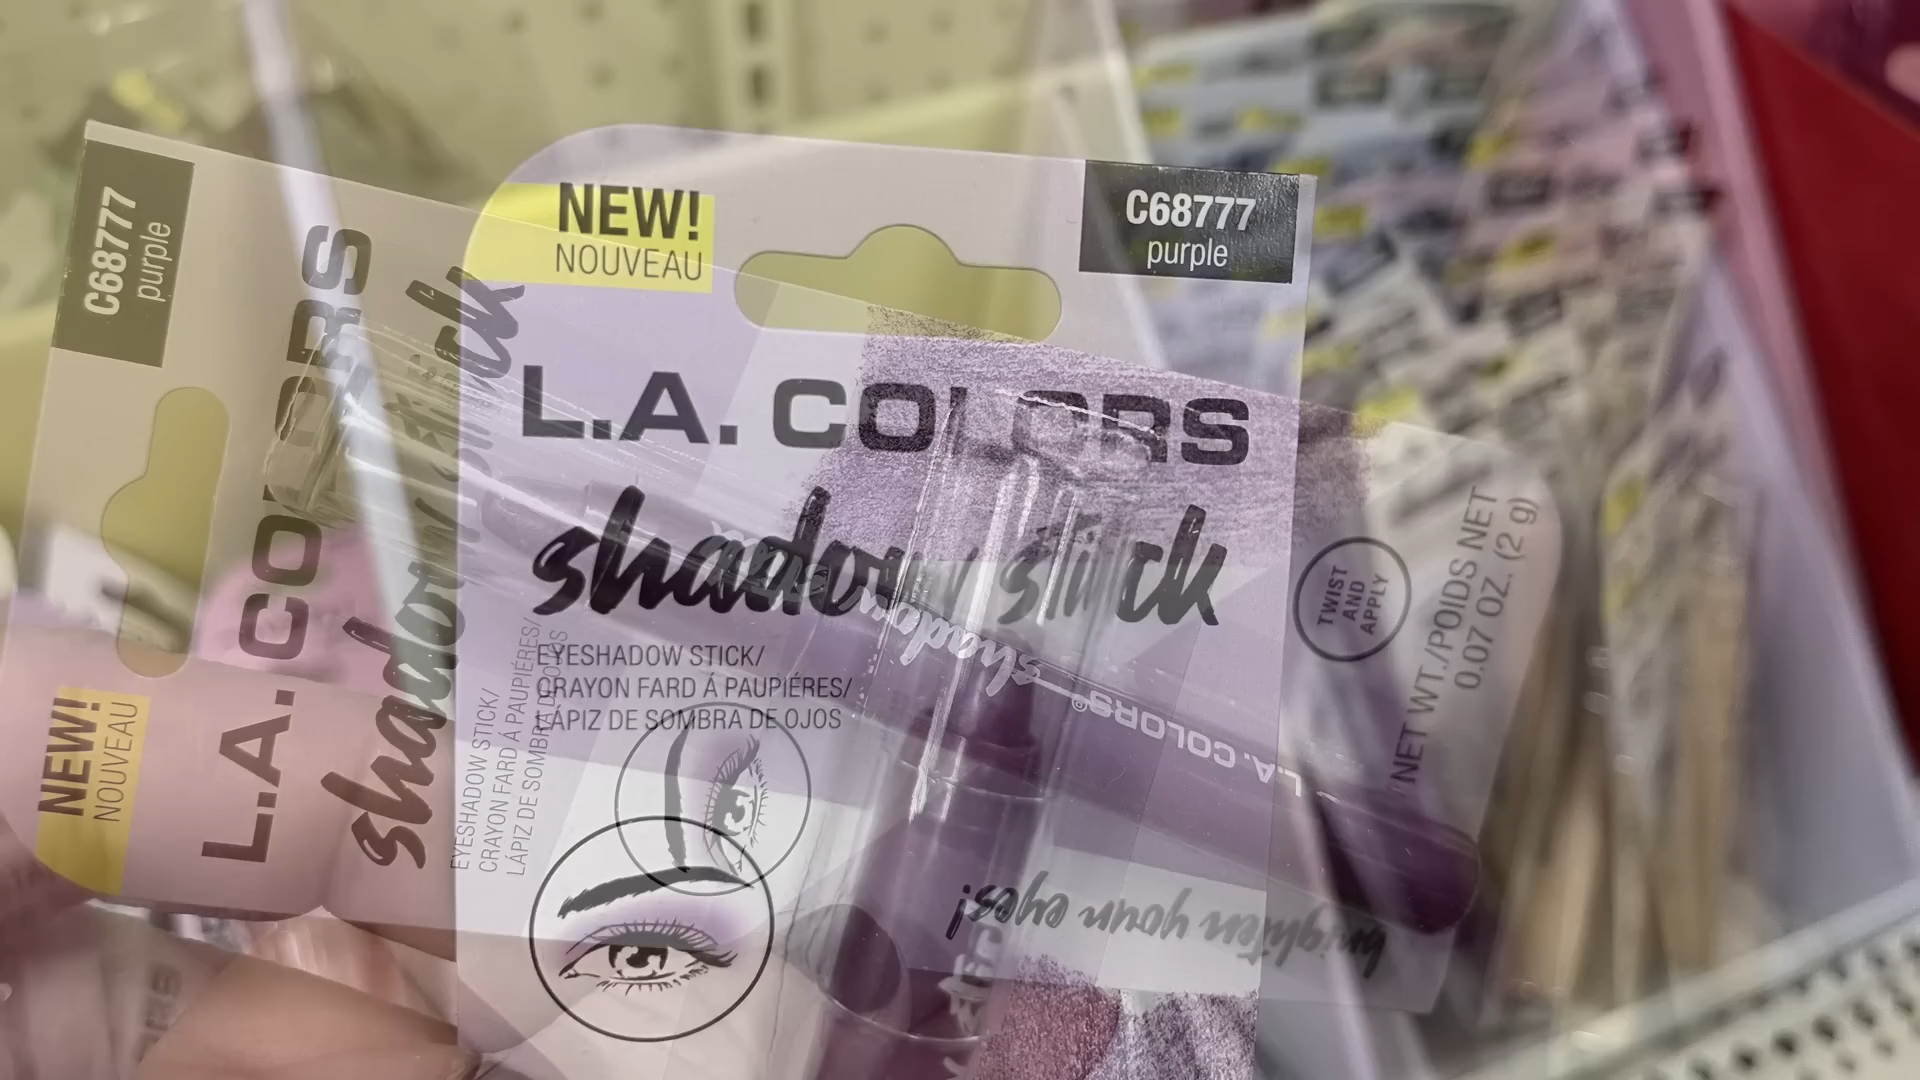 NEW!
NOUVEAU
C68777
purple
L.A. COLORS
shadow stick
EYESHADOW STICK/
CRAYON FARD Á PAUPIÉRES/
LÁPIZ DE SOMBRA DE OJOS
C68777
purple
NEW!
NOUVEAU
L.A. COLORS
shadow stick
EYESHADOW STICK/
CRAYON FARD Á PAUPIÉRES/
LÁPIZ DE SOMBRA DE OJOS
L.A. COLORS®
shadow
TWIST
AND
APPLY
NET WT./POIDS NET
0.07 OZ. (2 g)
brighten your eyes!